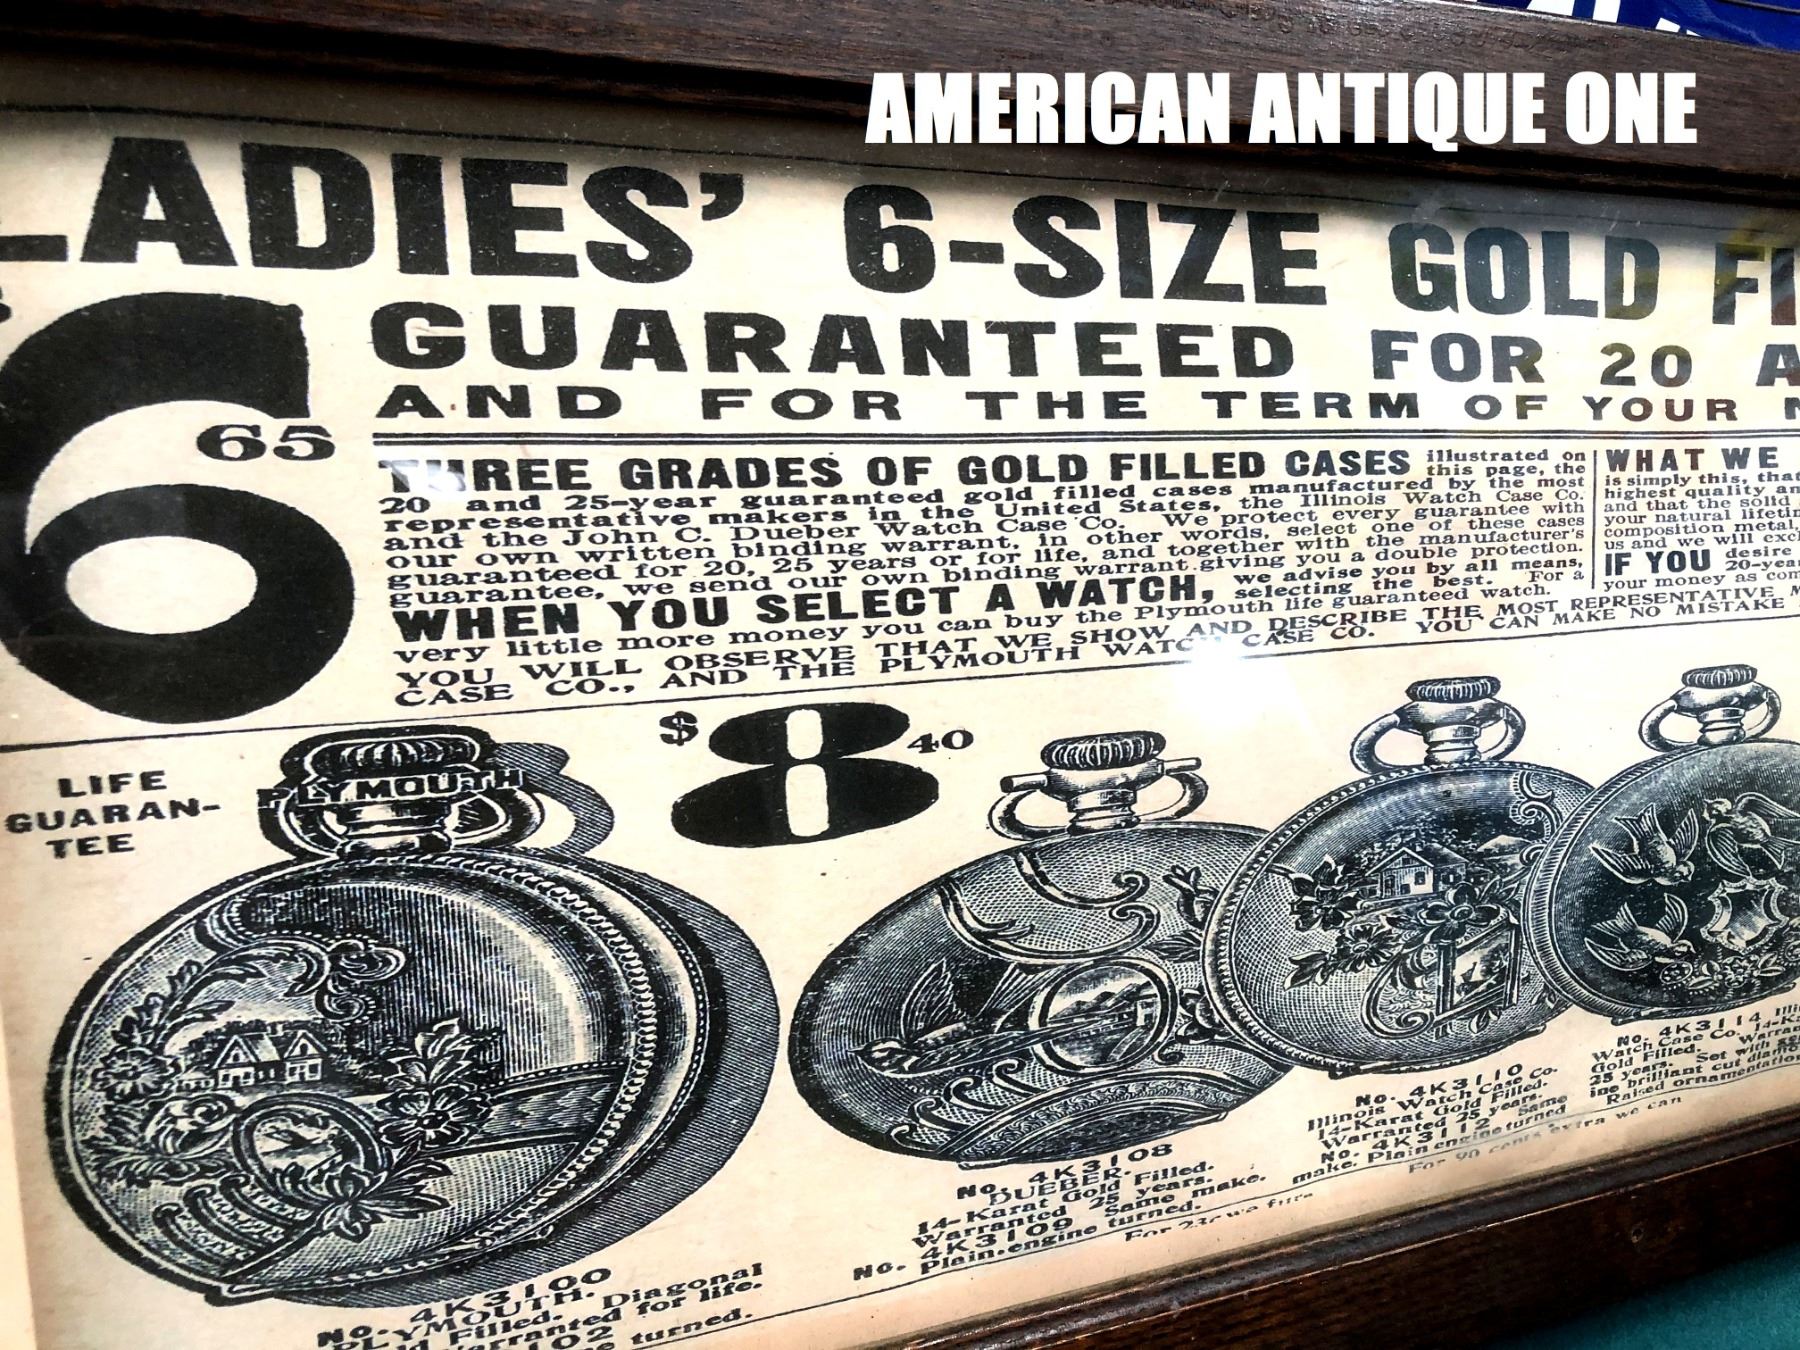 AMERICAN ANTIQUE ONE
LADIES' 6-SIZE GOLD
6 65
GUARANTEED FOR 20
AND FOR THE TERM OF YOUR
THREE GRADES OF GOLD FILLED CASES illustrated on
this page, the
20 and 25-year guaranteed gold filled cases manufactured by the most
representative makers in the United States, the Illinois Watch Case Co.
and the John C. Dueber Watch Case Co. We protect every guarantee with
our own written binding warrant, in other words, select one of these cases
guaranteed for 20, 25 years or for life, and together with the manufacturer's
guarantee, we send our own binding warrant giving you a double protection.
WHEN YOU SELECT A WATCH, we advise you by all means,
selecting the best. For a
very little more money you can buy the Plymouth life guaranteed watch.
YOU WILL OBSERVE THAT WE SHOW AND DESCRIBE THE MOST REPRESENTATIVE
CASE CO., AND THE PLYMOUTH WATCH CASE CO. YOU CAN MAKE NO MISTAKE
WHAT WE
is simply this, that
highest quality
and that the solid
your natural
composition metal,
us and we will
IF YOU desire
20-year
your money as
LIFE
GUARAN-
TEE
PLYMOUTH
$8 40
No. 4K3100
PLYMOUTH.
Filled. Diagonal
for life.
turned.
No. 4K3108
DUEBER.
14-Karat Gold Filled.
Warranted 25 years.
No. 4K3109 Same make.
Plain engine turned.
No. 4K3110
Illinois Watch Case Co.
14-Karat Gold Filled.
Warranted 25 years.
No. 4K3112 Same
make. Plain engine turned
No. 4K3114
Watch Case Co.
Gold Filled.
25 years. Set with
brilliant cut
Raised
For 90 cents extra we can